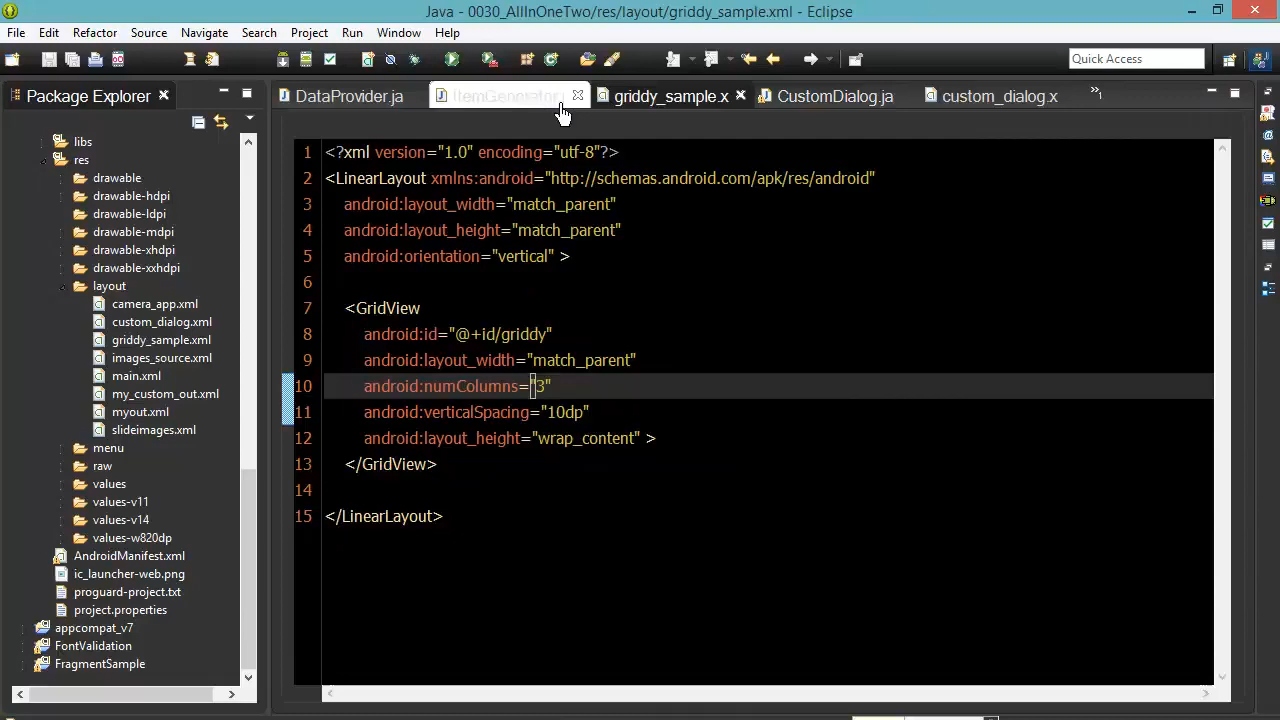 Java - 0030_AllInOneTwo/res/layout/griddy_sample.xml - Eclipse
File Edit Refactor Source Navigate Search Project Run Window Help
Quick Access
Package Explorer
DataProvider.java
ItemGenerator.j
griddy_sample.xml
CustomDialog.java
custom_dialog.xml
libs
res
drawable
drawable-hdpi
drawable-ldpi
drawable-mdpi
drawable-xhdpi
drawable-xxhdpi
layout
camera_app.xml
custom_dialog.xml
griddy_sample.xml
images_source.xml
main.xml
my_custom_out.xml
myout.xml
slideimages.xml
menu
raw
values
values-v11
values-v14
values-w820dp
AndroidManifest.xml
ic_launcher-web.png
proguard-project.txt
project.properties
appcompat_v7
FontValidation
FragmentSample
1 <?xml version="1.0" encoding="utf-8"?>
2 <LinearLayout xmlns:android="http://schemas.android.com/apk/res/android"
3 android:layout_width="match_parent"
4 android:layout_height="match_parent"
5 android:orientation="vertical" >
6
7 <GridView
8 android:id="@+id/griddy"
9 android:layout_width="match_parent"
10 android:numColumns="3"
11 android:verticalSpacing="10dp"
12 android:layout_height="wrap_content" >
13 </GridView>
14
15 </LinearLayout>